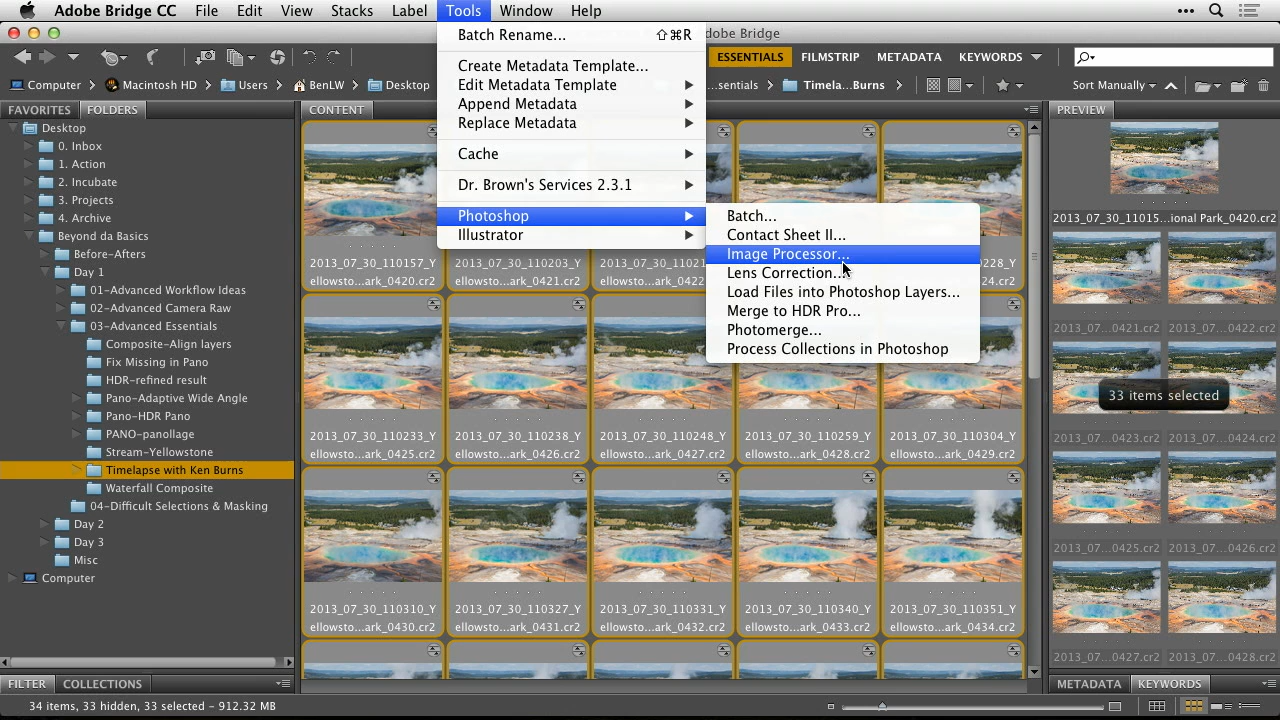 Adobe Bridge CC File Edit View Stacks Label Tools Window Help
dobe Bridge
ESSENTIALS FILMSTRIP METADATA KEYWORDS
Computer Macintosh HD Users BenLW Desktop ...sentials Timela...Burns Sort Manually
FAVORITES FOLDERS
Desktop
0. Inbox
1. Action
2. Incubate
3. Projects
4. Archive
Beyond da Basics
Before-Afters
Day 1
01-Advanced Workflow Ideas
02-Advanced Camera Raw
03-Advanced Essentials
Composite-Align layers
Fix Missing in Pano
HDR-refined result
Pano-Adaptive Wide Angle
Pano-HDR Pano
PANO-panollage
Stream-Yellowstone
Timelapse with Ken Burns
Waterfall Composite
04-Difficult Selections & Masking
Day 2
Day 3
Misc
Computer
FILTER COLLECTIONS
34 items, 33 hidden, 33 selected - 912.32 MB
Batch Rename... ⇧⌘R
Create Metadata Template...
Edit Metadata Template
Append Metadata
Replace Metadata
Cache
Dr. Brown's Services 2.3.1
Photoshop
Illustrator
Batch...
Contact Sheet II...
Image Processor...
Lens Correction...
Load Files into Photoshop Layers...
Merge to HDR Pro...
Photomerge...
Process Collections in Photoshop
CONTENT
2013_07_30_110157_Y
ellowsto...ark_0420.cr2
2013_07_30_110203_Y
ellowsto...ark_0421.cr2
2013_07_30_11021
ellowsto...
228_Y
24.cr2
2013_07_30_110233_Y
ellowsto...ark_0425.cr2
2013_07_30_110238_Y
ellowsto...ark_0426.cr2
2013_07_30_110248_Y
ellowsto...ark_0427.cr2
2013_07_30_110259_Y
ellowsto...ark_0428.cr2
2013_07_30_110304_Y
ellowsto...ark_0429.cr2
2013_07_30_110310_Y
ellowsto...ark_0430.cr2
2013_07_30_110327_Y
ellowsto...ark_0431.cr2
2013_07_30_110331_Y
ellowsto...ark_0432.cr2
2013_07_30_110340_Y
ellowsto...ark_0433.cr2
2013_07_30_110351_Y
ellowsto...ark_0434.cr2
PREVIEW
2013_07_30_11015...ional Park_0420.cr2
0421.cr2 2013_07...0422.cr2
33 items selected
2013_07...0423.cr2 2013_07...0424.cr2
2013_07...0425.cr2 2013_07...0426.cr2
2013_07...0427.cr2 2013_07...0428.cr2
METADATA KEYWORDS